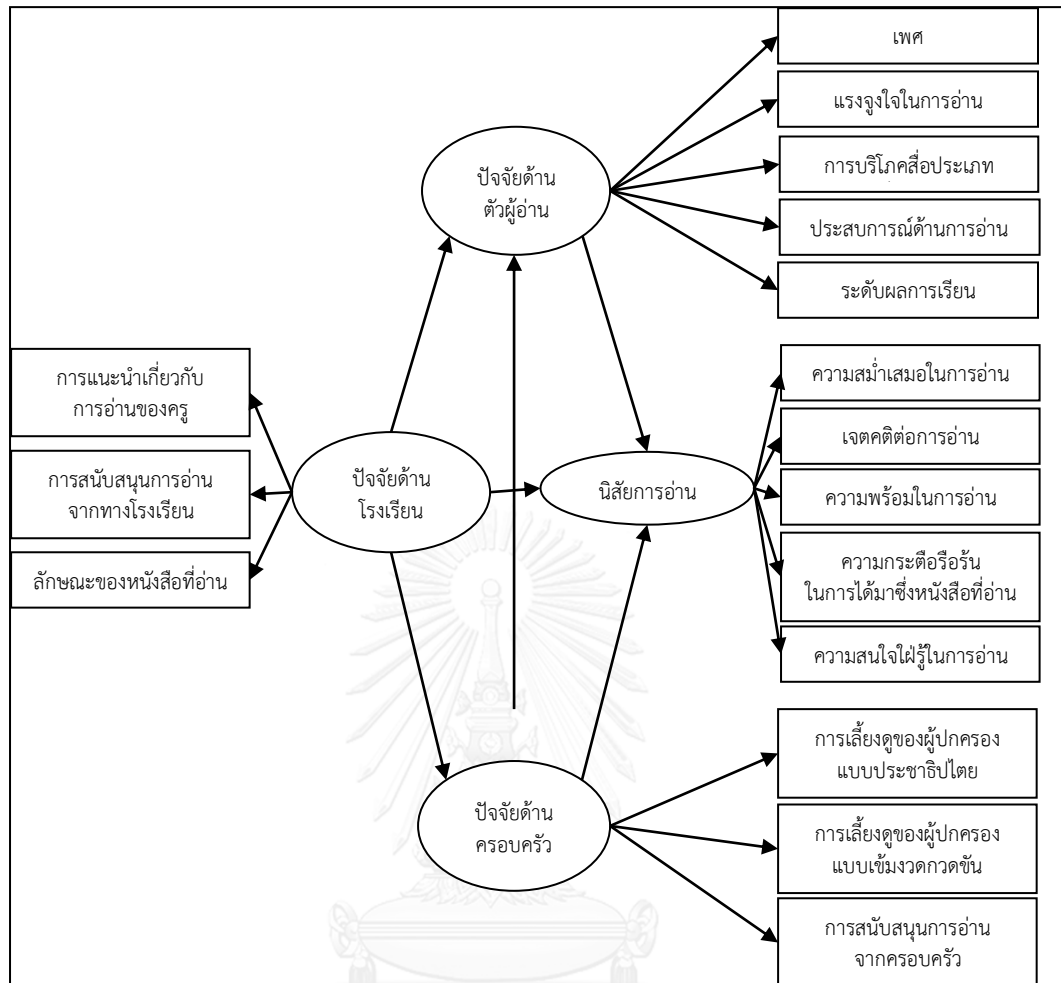 เพศ
แรงจูงใจในการอ่าน
การบริโภคสื่อประเภท
ประสบการณ์ด้านการอ่าน
ระดับผลการเรียน
ปัจจัยด้าน
ตัวผู้อ่าน
การแนะนำเกี่ยวกับ
การอ่านของครู
การสนับสนุนการอ่าน
จากทางโรงเรียน
ลักษณะของหนังสือที่อ่าน
ปัจจัยด้าน
โรงเรียน
นิสัยการอ่าน
ความสม่ำเสมอในการอ่าน
เจตคติต่อการอ่าน
ความพร้อมในการอ่าน
ความกระตือรือร้น
ในการได้มาซึ่งหนังสือที่อ่าน
ความสนใจใฝ่รู้ในการอ่าน
ปัจจัยด้าน
ครอบครัว
การเลี้ยงดูของผู้ปกครอง
แบบประชาธิปไตย
การเลี้ยงดูของผู้ปกครอง
แบบเข้มงวดกวดขัน
การสนับสนุนการอ่าน
จากครอบครัว